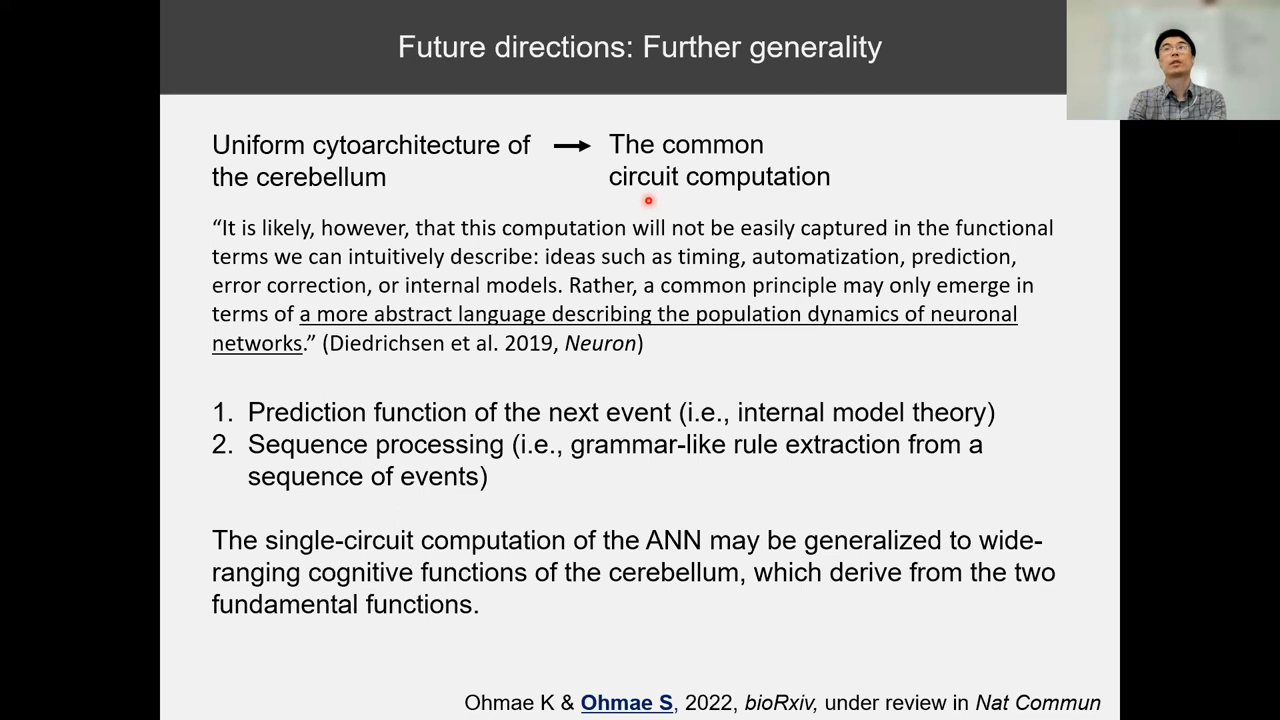 Future directions: Further generality
Uniform cytoarchitecture of
the cerebellum
The common
circuit computation
“It is likely, however, that this computation will not be easily captured in the functional
terms we can intuitively describe: ideas such as timing, automatization, prediction,
error correction, or internal models. Rather, a common principle may only emerge in
terms of a more abstract language describing the population dynamics of neuronal
networks.” (Diedrichsen et al. 2019, Neuron)
1. Prediction function of the next event (i.e., internal model theory)
2. Sequence processing (i.e., grammar-like rule extraction from a
sequence of events)
The single-circuit computation of the ANN may be generalized to wide-
ranging cognitive functions of the cerebellum, which derive from the two
fundamental functions.
Ohmae K & Ohmae S, 2022, bioRxiv, under review in Nat Commun